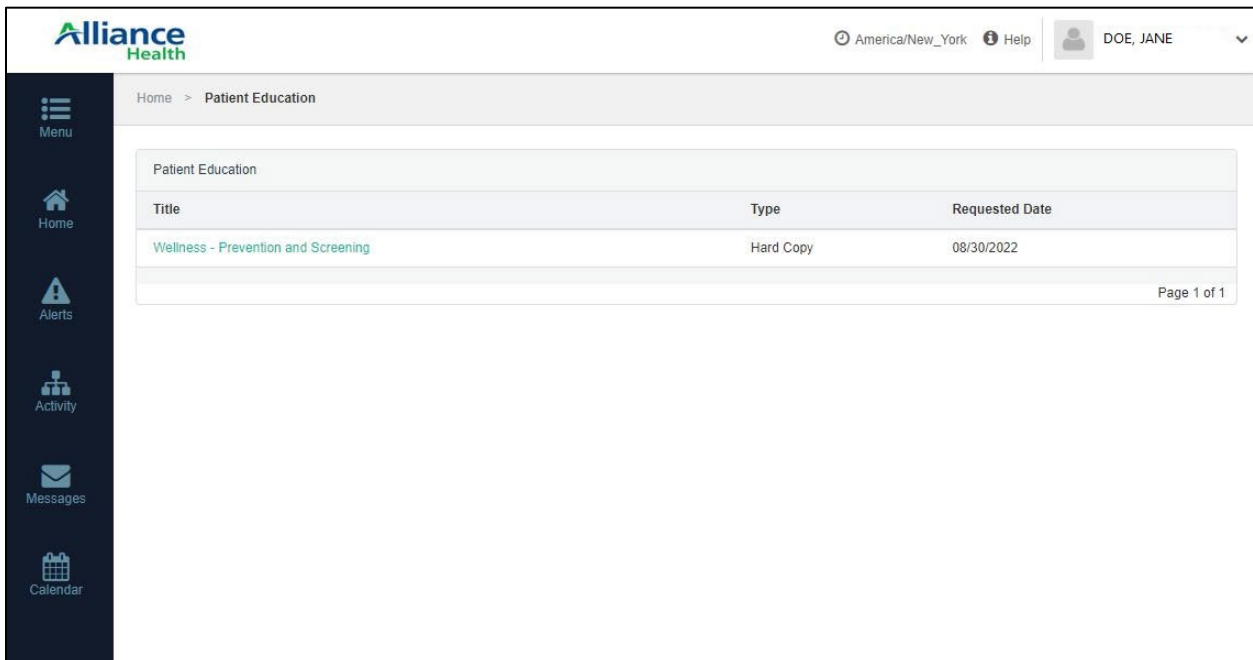 Alliance
Health
America/New_York Help DOE, JANE
Menu
Home > Patient Education
Patient Education
Home
Title Type Requested Date
Wellness - Prevention and Screening Hard Copy 08/30/2022
Page 1 of 1
Alerts
Activity
Messages
Calendar